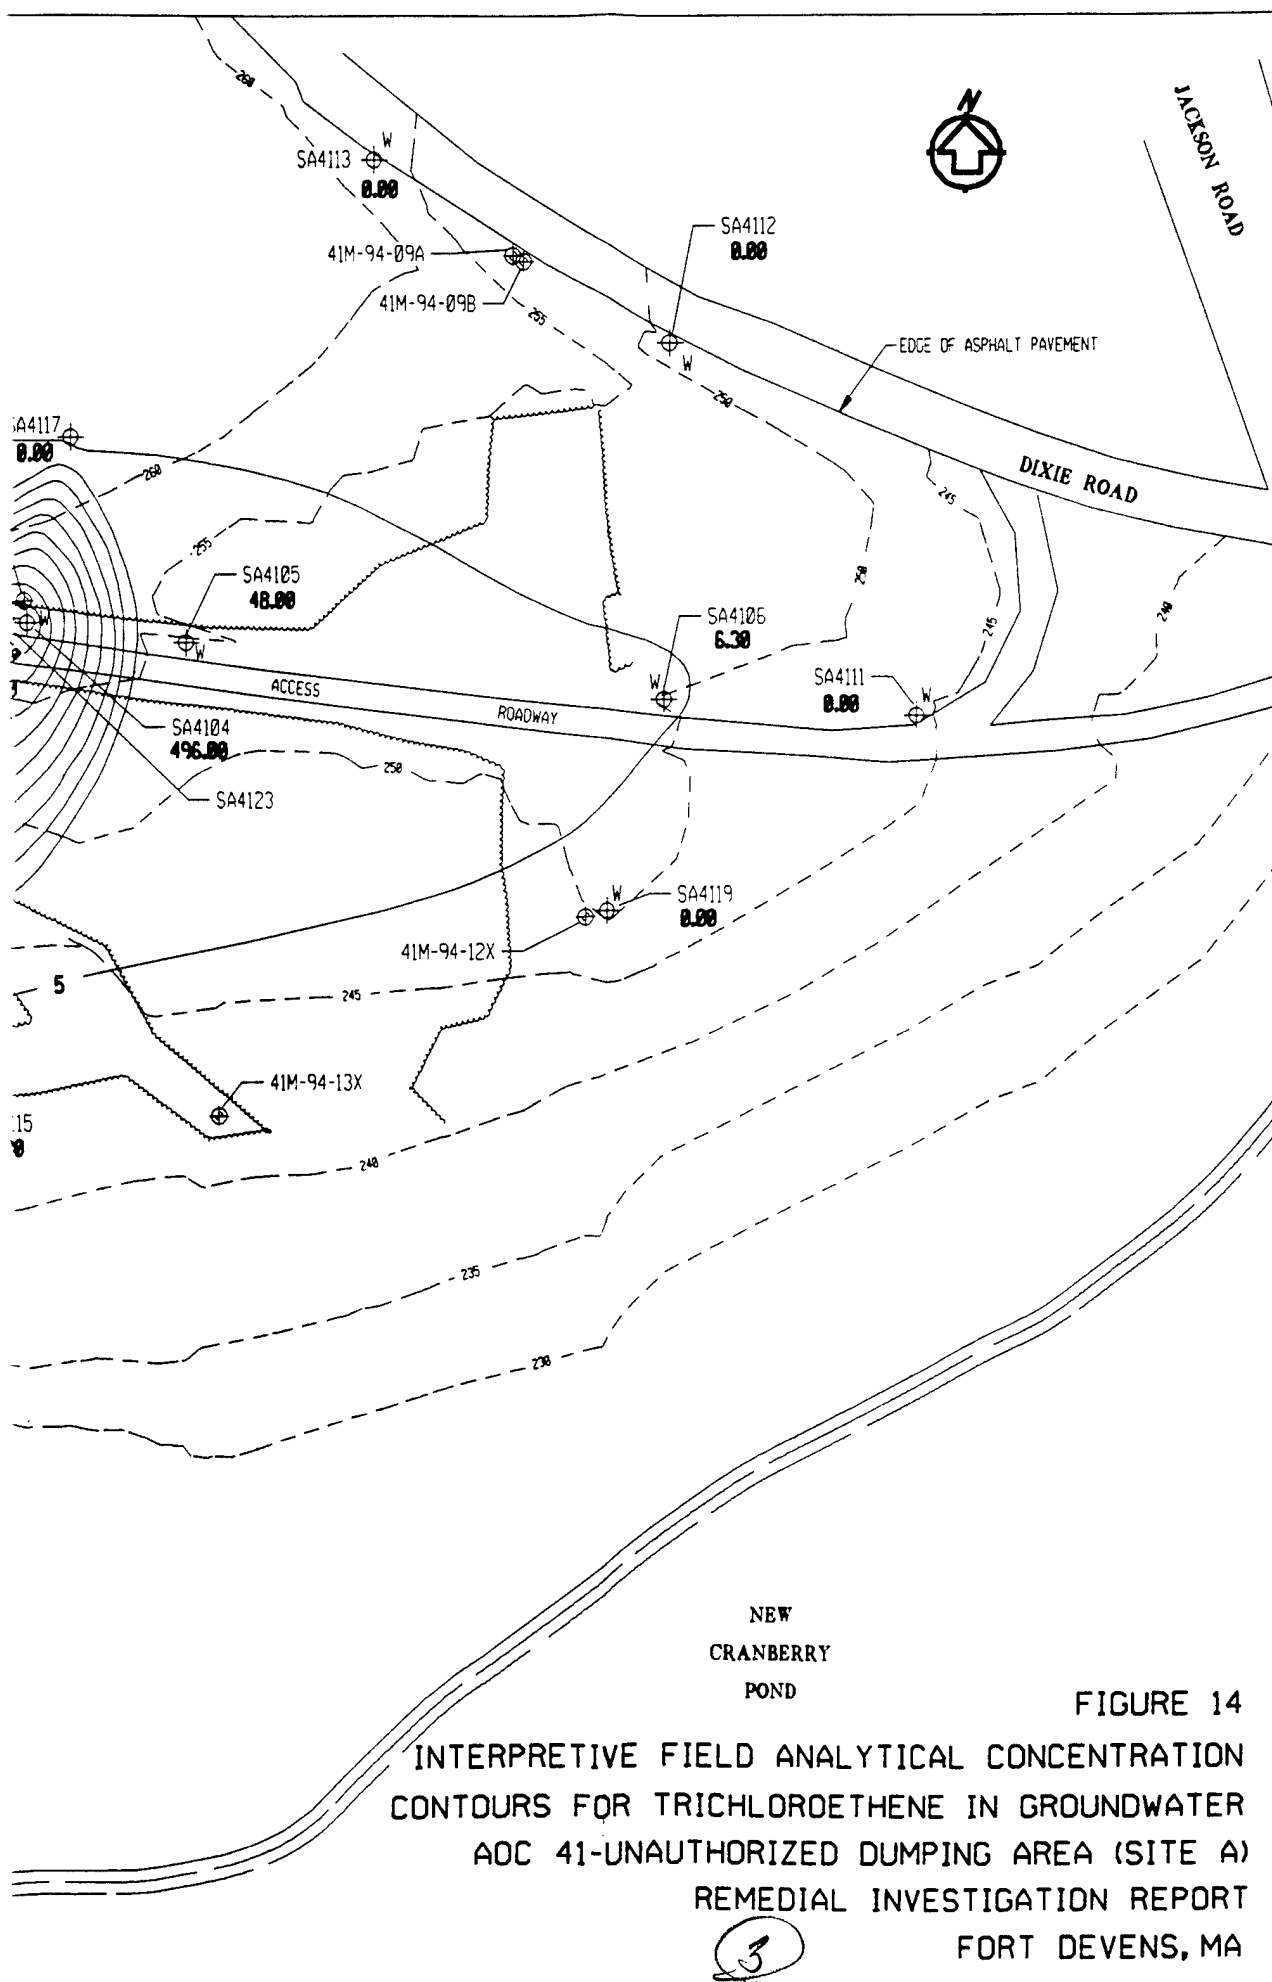 260
N
JACKSON ROAD
W
SA4113
0.00
SA4112
0.00
41M-94-09A
41M-94-09B
255
EDGE OF ASPHALT PAVEMENT
W
250
A4117
0.00
DIXIE ROAD
260
245
255
SA4105
48.00
250
240
SA4106
6.30
245
W
W
SA4111
0.00
W
W
ACCESS
ROADWAY
SA4104
496.00
250
SA4123
W
SA4119
0.00
41M-94-12X
5
245
41M-94-13X
15
0
240
235
230
NEW
CRANBERRY
POND
FIGURE 14
INTERPRETIVE FIELD ANALYTICAL CONCENTRATION
CONTOURS FOR TRICHLOROETHENE IN GROUNDWATER
AOC 41-UNAUTHORIZED DUMPING AREA (SITE A)
REMEDIAL INVESTIGATION REPORT
3
FORT DEVENS, MA